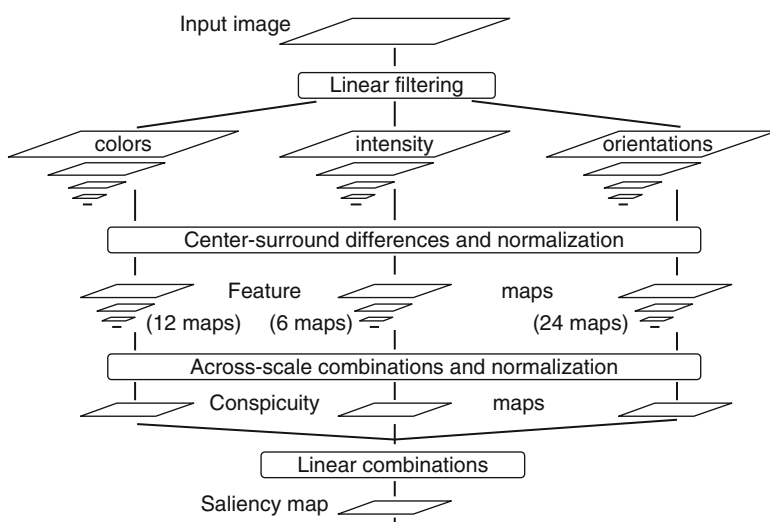 Input image
Linear filtering
colors
intensity
orientations
Center-surround differences and normalization
Feature maps
(12 maps) (6 maps) (24 maps)
Across-scale combinations and normalization
Conspicuity maps
Linear combinations
Saliency map